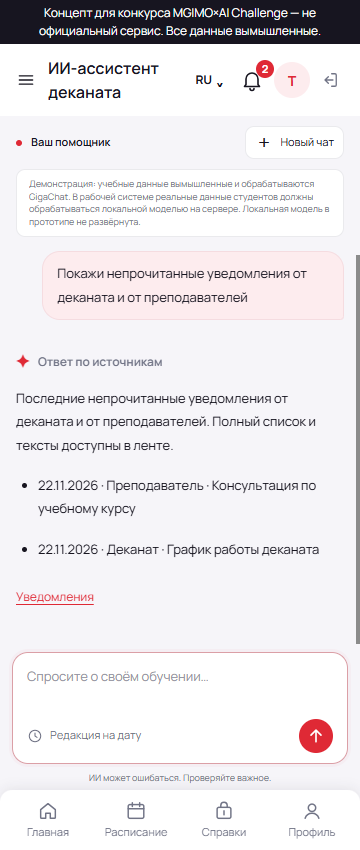 Концепт для конкурса MGIMO×AI Challenge — не
официальный сервис. Все данные вымышленные.
ИИ-ассистент
деканата
RU
2
T
Ваш помощник
+ Новый чат
Демонстрация: учебные данные вымышленные и обрабатываются
GigaChat. В рабочей системе реальные данные студентов должны
обрабатываться локальной моделью на сервере. Локальная модель в
прототипе не развёрнута.
Покажи непрочитанные уведомления от
деканата и от преподавателей
Ответ по источникам
Последние непрочитанные уведомления от
деканата и от преподавателей. Полный список и
тексты доступны в ленте.
• 22.11.2026 · Преподаватель · Консультация по
учебному курсу
• 22.11.2026 · Деканат · График работы деканата
Уведомления
Спросите о своём обучении...
Редакция на дату
ИИ может ошибаться. Проверяйте важное.
Главная
Расписание
Справки
Профиль